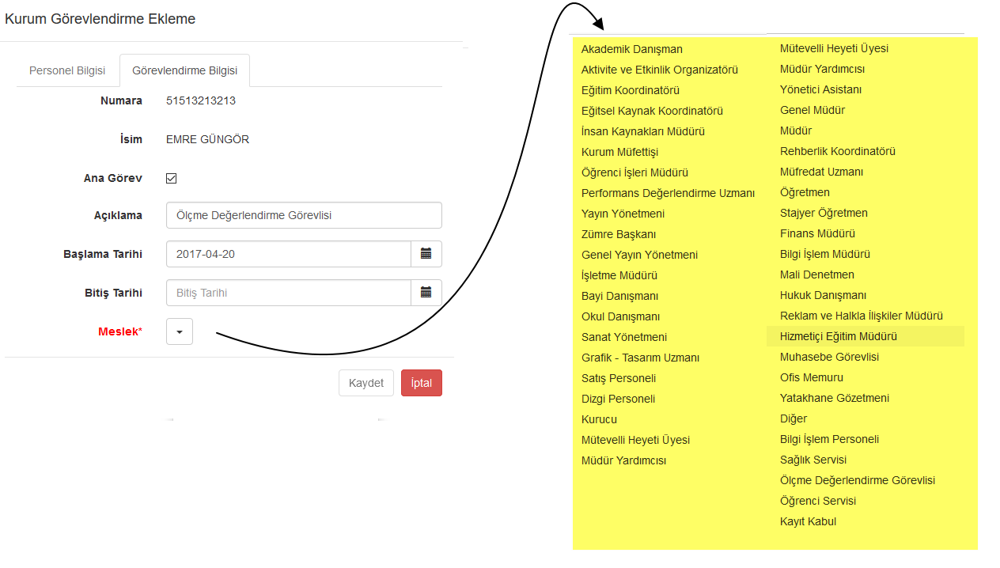 Kurum Görevlendirme Ekleme
Personel Bilgisi
Görevlendirme Bilgisi
Numara 51513213213
İsim EMRE GÜNGÖR
Ana Görev
Açıklama Ölçme Değerlendirme Görevlisi
Başlama Tarihi 2017-04-20
Bitiş Tarihi Bitiş Tarihi
Meslek*
Kaydet İptal
Akademik Danışman
Aktivite ve Etkinlik Organizatörü
Eğitim Koordinatörü
Eğitsel Kaynak Koordinatörü
İnsan Kaynakları Müdürü
Kurum Müfettişi
Öğrenci İşleri Müdürü
Performans Değerlendirme Uzmanı
Yayın Yönetmeni
Zümre Başkanı
Genel Yayın Yönetmeni
İşletme Müdürü
Bayi Danışmanı
Okul Danışmanı
Sanat Yönetmeni
Grafik - Tasarım Uzmanı
Satış Personeli
Dizgi Personeli
Kurucu
Mütevelli Heyeti Üyesi
Müdür Yardımcısı
Mütevelli Heyeti Üyesi
Müdür Yardımcısı
Yönetici Asistanı
Genel Müdür
Müdür
Rehberlik Koordinatörü
Müfredat Uzmanı
Öğretmen
Stajyer Öğretmen
Finans Müdürü
Bilgi İşlem Müdürü
Mali Denetmen
Hukuk Danışmanı
Reklam ve Halkla İlişkiler Müdürü
Hizmetiçi Eğitim Müdürü
Muhasebe Görevlisi
Ofis Memuru
Yatakhane Gözetmeni
Diğer
Bilgi İşlem Personeli
Sağlık Servisi
Ölçme Değerlendirme Görevlisi
Öğrenci Servisi
Kayıt Kabul